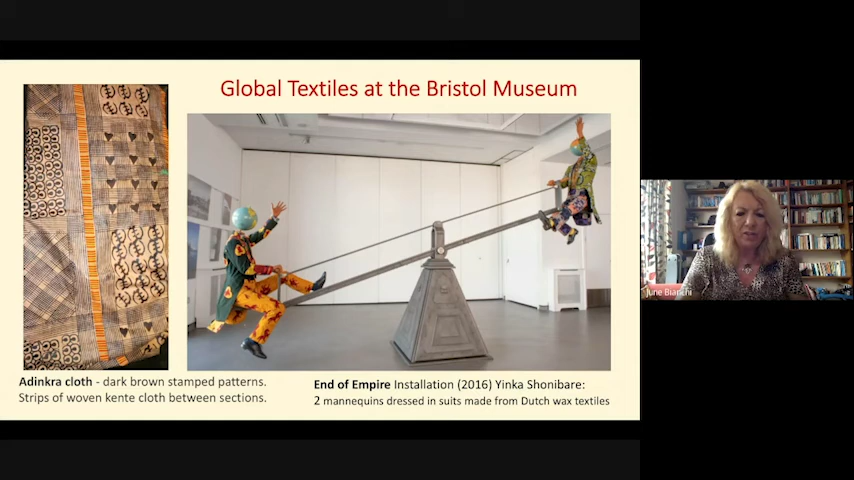 Global Textiles at the Bristol Museum
Adinkra cloth - dark brown stamped patterns.
Strips of woven kente cloth between sections.
End of Empire Installation (2016) Yinka Shonibare:
2 mannequins dressed in suits made from Dutch wax textiles
June Bianchi